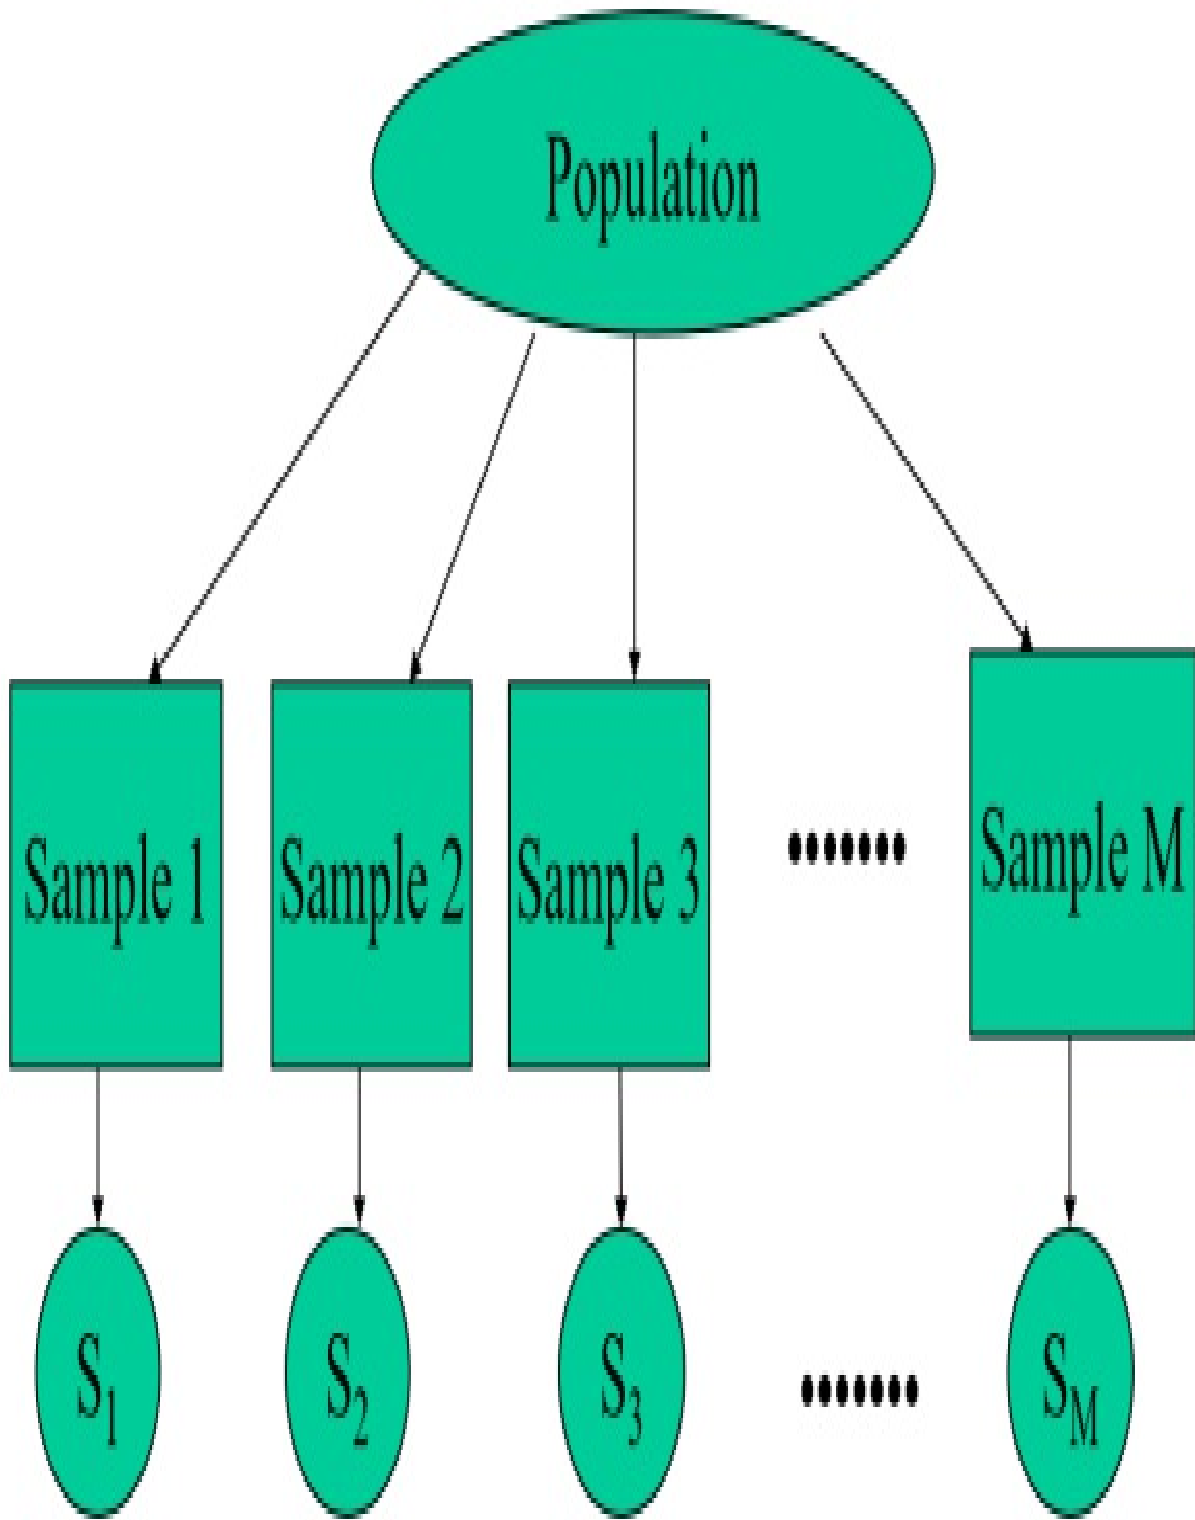 Population
Sample 1
Sample 2
Sample 3
.......
Sample M
S1
S2
S3
.......
SM